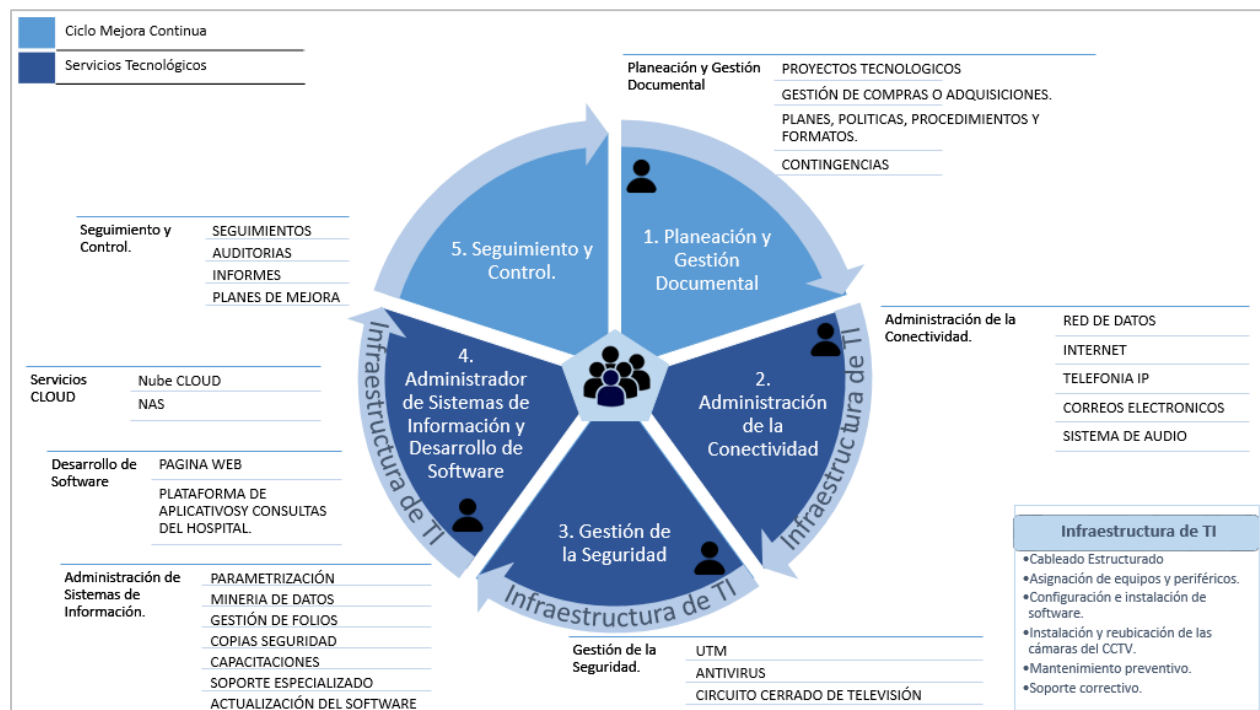 Ciclo Mejora Continua
Servicios Tecnológicos
Planeación y Gestión
Documental
PROYECTOS TECNOLOGICOS
GESTIÓN DE COMPRAS O ADQUISICIONES.
PLANES, POLITICAS, PROCEDIMIENTOS Y
FORMATOS.
CONTINGENCIAS
Seguimiento y
Control.
SEGUIMIENTOS
AUDITORIAS
INFORMES
PLANES DE MEJORA
5. Seguimiento y
Control.
1. Planeación y
Gestión
Documental
Administración de la
Conectividad.
RED DE DATOS
INTERNET
TELEFONIA IP
CORREOS ELECTRONICOS
SISTEMA DE AUDIO
Infraestructura de TI
Infraestructura de TI
4.
Administrador
de Sistemas de
Información y
Desarrollo de
Software
2.
Administración
de la
Conectividad
Servicios
CLOUD
Nube CLOUD
NAS
Desarrollo de
Software
PAGINA WEB
PLATAFORMA DE
APLICATIVOSY CONSULTAS
DEL HOSPITAL.
3. Gestión de
la Seguridad
Infraestructura de TI
Administración de
Sistemas de
Información.
PARAMETRIZACIÓN
MINERIA DE DATOS
GESTIÓN DE FOLIOS
COPIAS SEGURIDAD
CAPACITACIONES
SOPORTE ESPECIALIZADO
ACTUALIZACIÓN DEL SOFTWARE
Gestión de la
Seguridad.
UTM
ANTIVIRUS
CIRCUITO CERRADO DE TELEVISIÓN
Infraestructura de TI
•Cableado Estructurado
•Asignación de equipos y periféricos.
•Configuración e instalación de
software.
•Instalación y reubicación de las
cámaras del CCTV.
•Mantenimiento preventivo.
•Soporte correctivo.